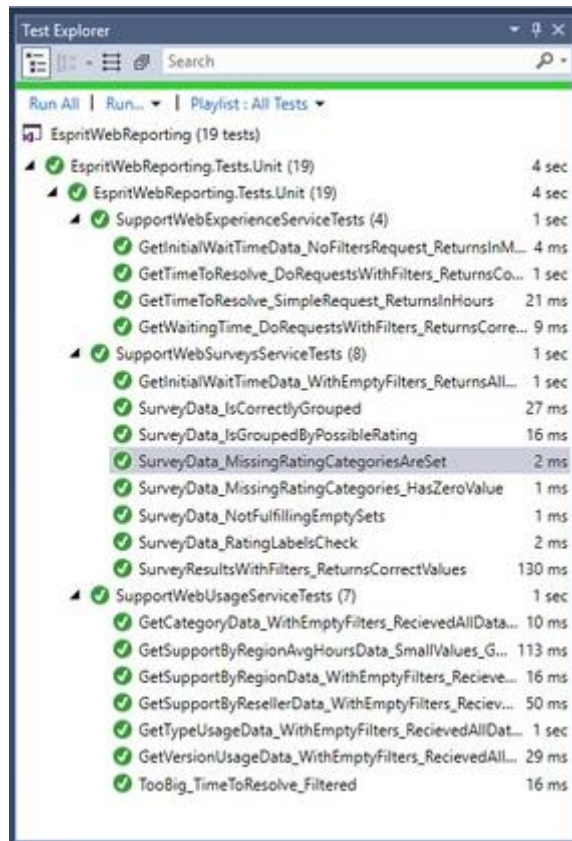 Test Explorer
Search
Run All | Run... | Playlist : All Tests
EspritWebReporting (19 tests)
EspritWebReporting.Tests.Unit (19) 4 sec
EspritWebReporting.Tests.Unit (19) 4 sec
SupportWebExperienceServiceTests (4) 1 sec
GetInitialWaitTimeData_NoFiltersRequest_ReturnsInM... 4 ms
GetTimeToResolve_DoRequestsWithFilters_ReturnsCo... 1 sec
GetTimeToResolve_SimpleRequest_ReturnsInHours 21 ms
GetWaitingTime_DoRequestsWithFilters_ReturnsCorre... 9 ms
SupportWebSurveysServiceTests (8) 1 sec
GetInitialWaitTimeData_WithEmptyFilters_ReturnsAll... 1 sec
SurveyData_IsCorrectlyGrouped 27 ms
SurveyData_IsGroupedByPossibleRating 16 ms
SurveyData_MissingRatingCategoriesAreSet 2 ms
SurveyData_MissingRatingCategories_HasZeroValue 1 ms
SurveyData_NotFulfillingEmptySets 1 ms
SurveyData_RatingLabelsCheck 2 ms
SurveyResultsWithFilters_ReturnsCorrectValues 130 ms
SupportWebUsageServiceTests (7) 1 sec
GetCategoryData_WithEmptyFilters_RecievedAllData... 10 ms
GetSupportByRegionAvgHoursData_SmallValues_G... 113 ms
GetSupportByRegionData_WithEmptyFilters_Recieve... 16 ms
GetSupportByResellerData_WithEmptyFilters_Reciev... 50 ms
GetTypeUsageData_WithEmptyFilters_RecievedAllDat... 1 sec
GetVersionUsageData_WithEmptyFilters_RecievedAll... 29 ms
TooBig_TimeToResolve_Filtered 16 ms